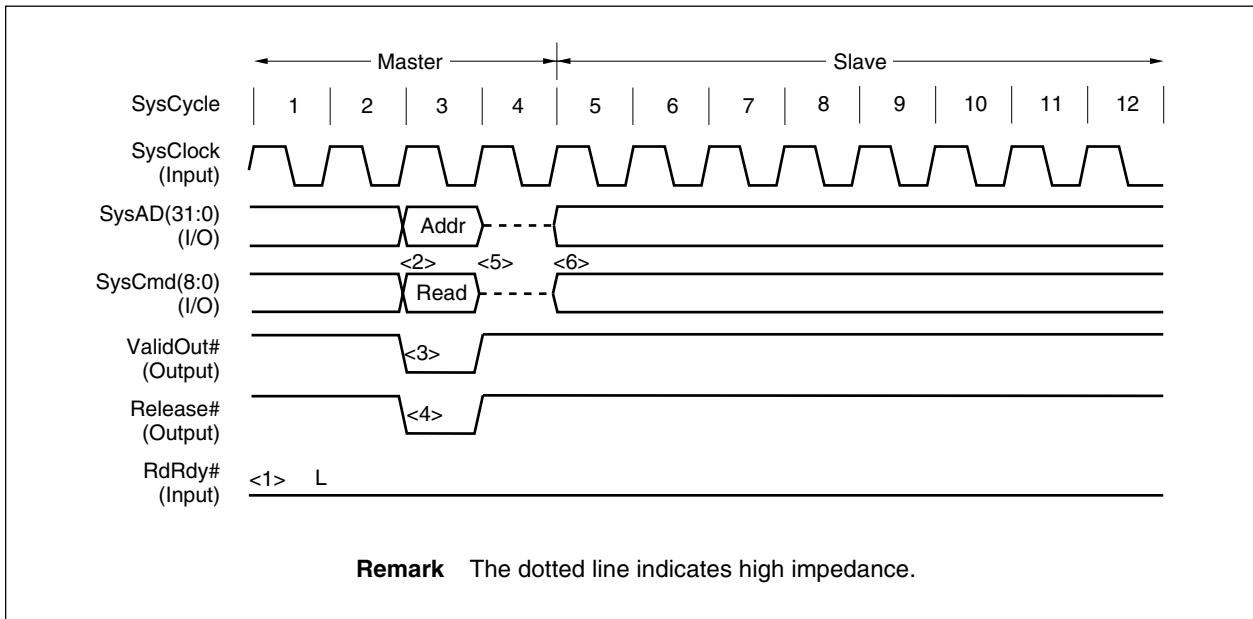 Master Slave
SysCycle 1 2 3 4 5 6 7 8 9 10 11 12
SysClock
(Input)
SysAD(31:0)
(I/O)
Addr
<2> <5> <6>
SysCmd(8:0)
(I/O)
Read
ValidOut#
(Output)
<3>
Release#
(Output)
<4>
RdRdy#
(Input)
<1> L
Remark The dotted line indicates high impedance.